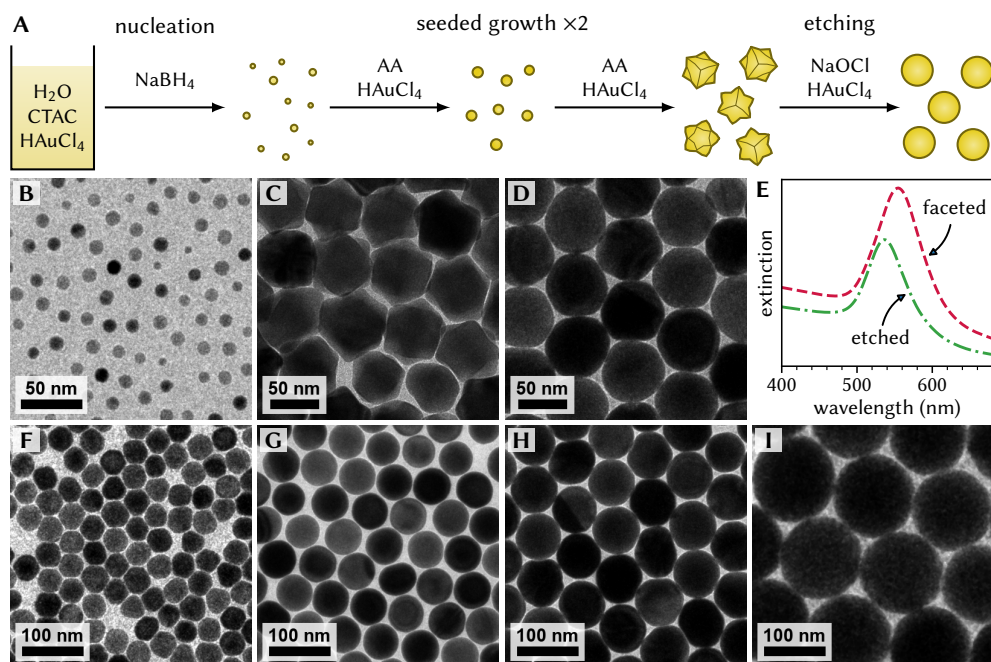 A
nucleation
seeded growth ×2
etching
H₂O
CTAC
HAuCl₄
NaBH₄
AA
HAuCl₄
AA
HAuCl₄
NaOCl
HAuCl₄
B
50 nm
C
50 nm
D
50 nm
E
extinction
faceted
etched
400 500 600
wavelength (nm)
F
100 nm
G
100 nm
H
100 nm
I
100 nm